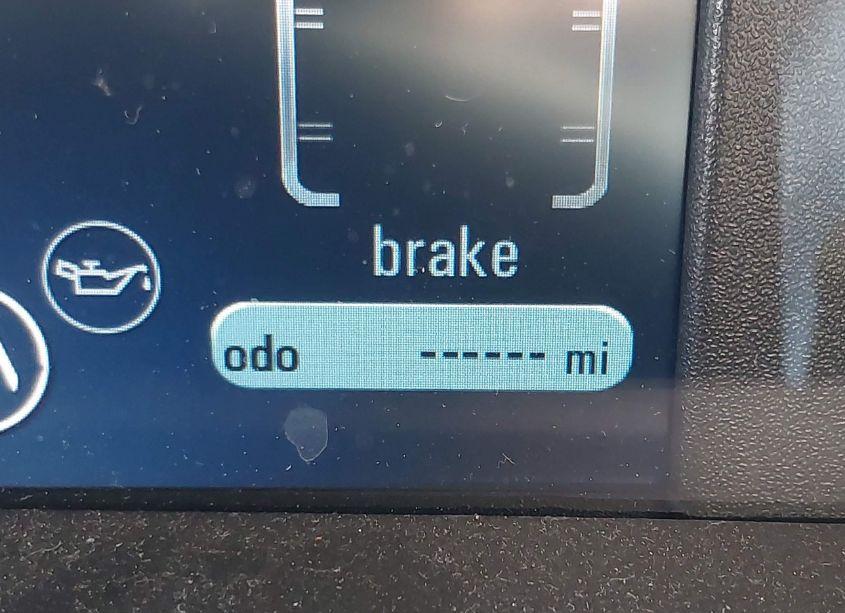 brake
odo ------ mi